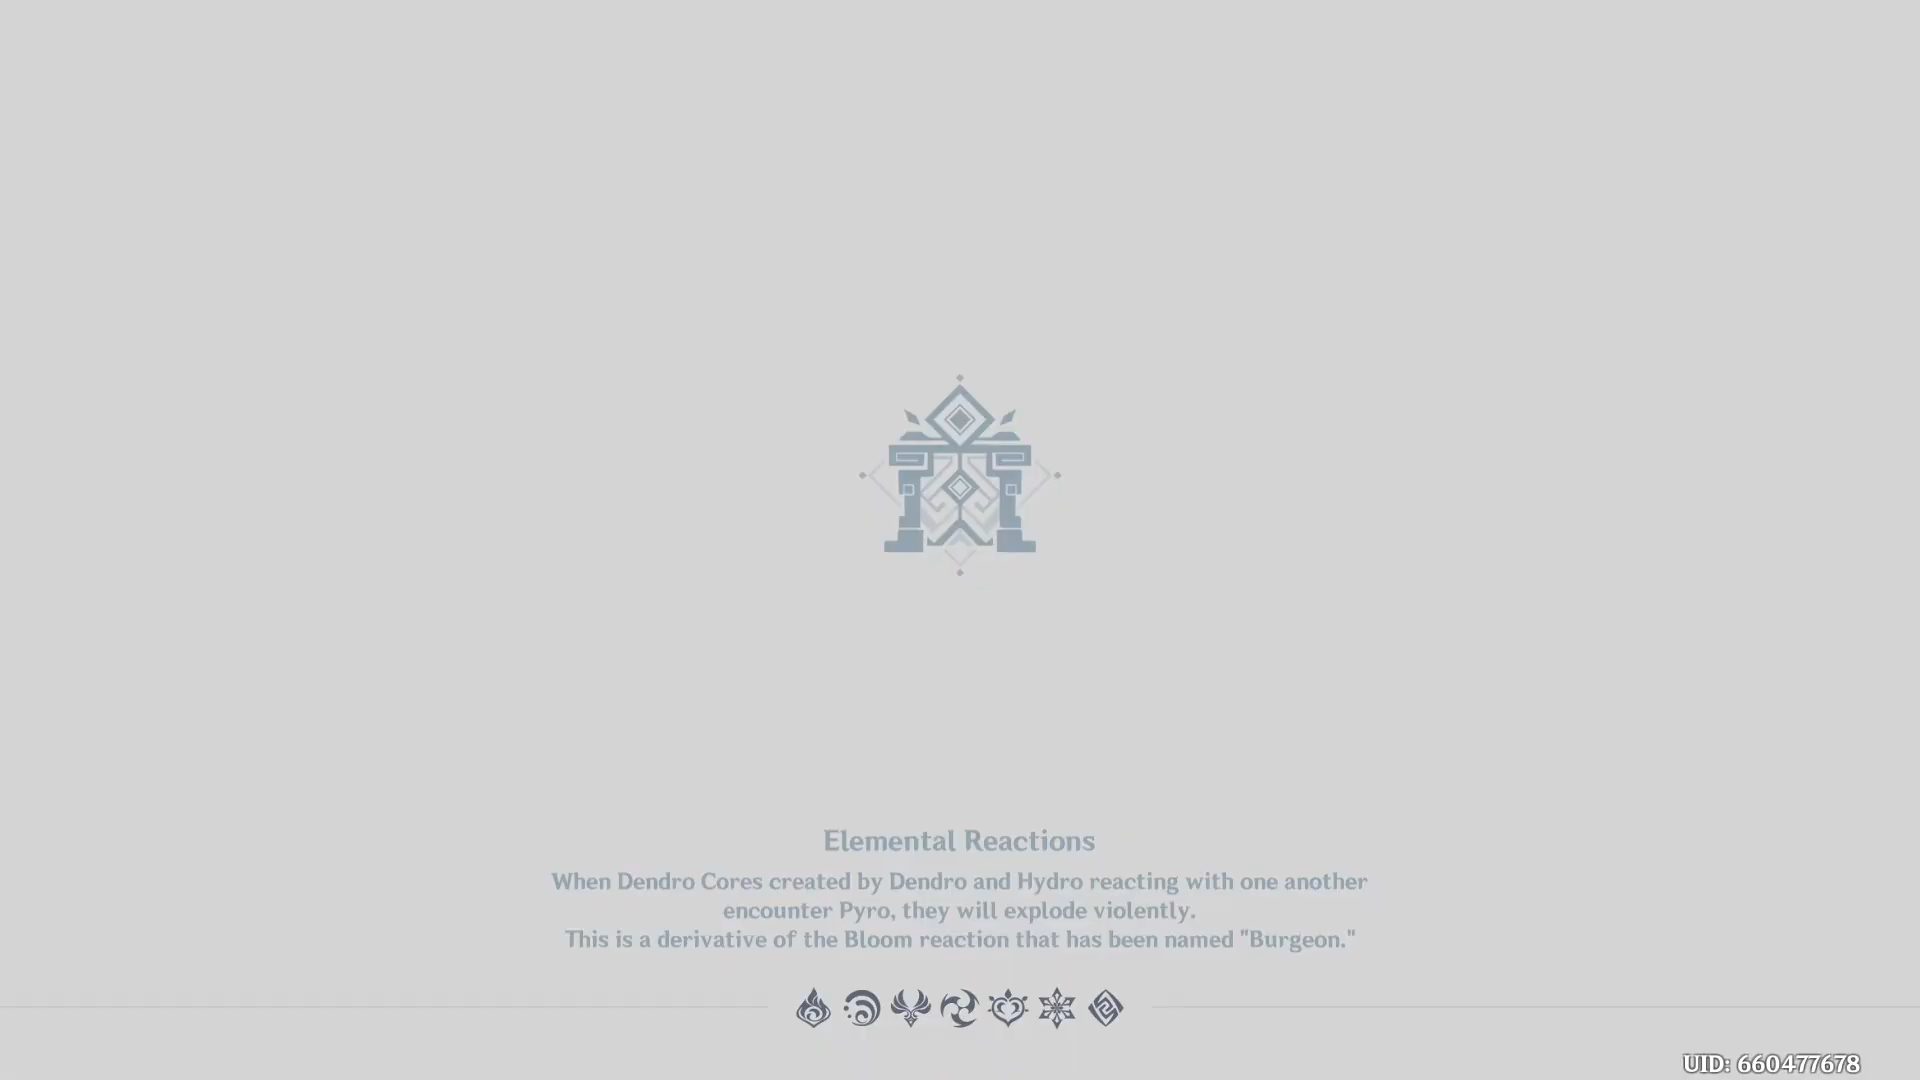 Elemental Reactions
When Dendro Cores created by Dendro and Hydro reacting with one another
encounter Pyro, they will explode violently.
This is a derivative of the Bloom reaction that has been named "Burgeon."
UID: 660477678